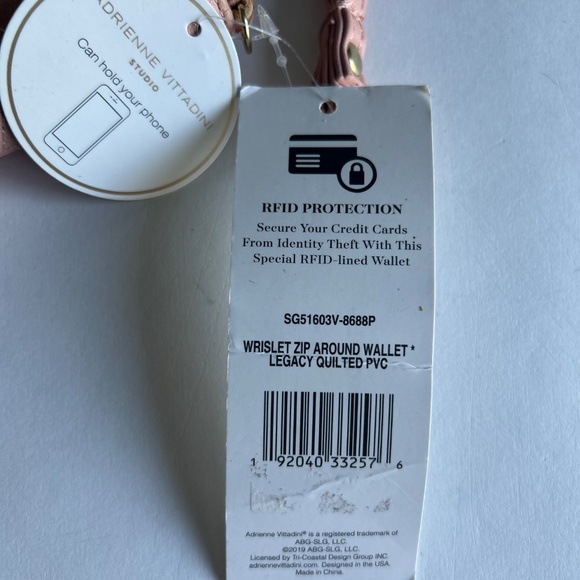 ADRIENNE VITTADINI
STUDIO
Can hold your phone
RFID PROTECTION
Secure Your Credit Cards
From Identity Theft With This
Special RFID-lined Wallet
SG51603V-8688P
WRISLET ZIP AROUND WALLET *
LEGACY QUILTED PVC
1 92040 33257 6
Adrienne Vittadini® is a registered trademark of
ABG-SLG, LLC.
©2019 ABG-SLG, LLC.
Licensed by Tri-Coastal Design Group INC.
adriennevittadini.com. Designed in the USA.
Made in China.